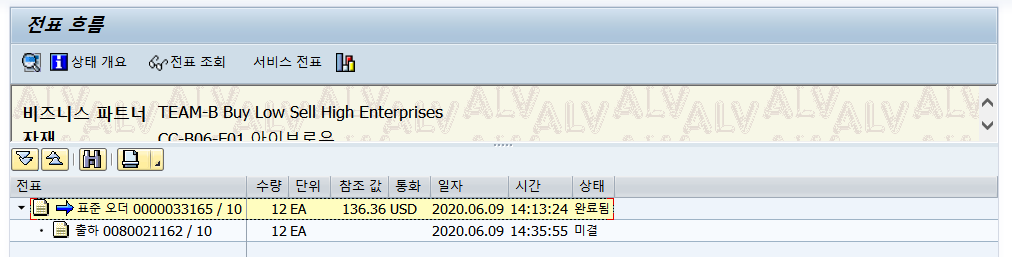 전표 흐름
상태 개요 전표 조회 서비스 전표
비즈니스 파트너 TEAM-B Buy Low Sell High Enterprises
자재 CC-B06-F01 아이브로우
전표 수량 단위 참조 값 통화 일자 시간 상태
표준 오더 0000033165 / 10 12 EA 136.36 USD 2020.06.09 14:13:24 완료됨
출하 0080021162 / 10 12 EA 2020.06.09 14:35:55 미결